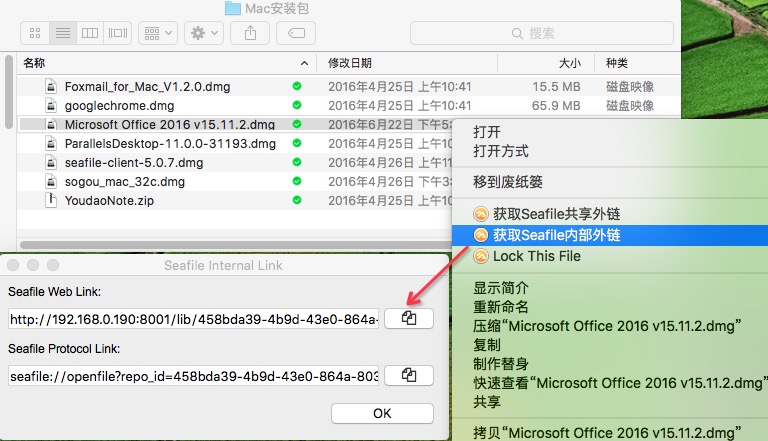 Mac安装包
搜索
名称 修改日期 大小 种类
Foxmail_for_Mac_V1.2.0.dmg 2016年4月25日 上午10:41 15.5 MB 磁盘映像
googlechrome.dmg 2016年4月25日 上午10:41 65.9 MB 磁盘映像
Microsoft Office 2016 v15.11.2.dmg 2016年6月22日 下午5:
ParallelsDesktop-11.0.0-31193.dmg 2016年4月25日 上午10
seafile-client-5.0.7.dmg 2016年4月26日 上午11:
sogou_mac_32c.dmg 2016年4月26日 下午3:
YoudaoNote.zip 2016年4月25日 上午10
打开
打开方式
移到废纸篓
获取Seafile共享外链
获取Seafile内部外链
Lock This File
显示简介
重新命名
压缩“Microsoft Office 2016 v15.11.2.dmg”
复制
制作替身
快速查看“Microsoft Office 2016 v15.11.2.dmg”
共享
拷贝“Microsoft Office 2016 v15.11.2.dmg”
Seafile Internal Link
Seafile Web Link:
http://192.168.0.190:8001/lib/458bda39-4b9d-43e0-864a-
Seafile Protocol Link:
seafile://openfile?repo_id=458bda39-4b9d-43e0-864a-803
OK